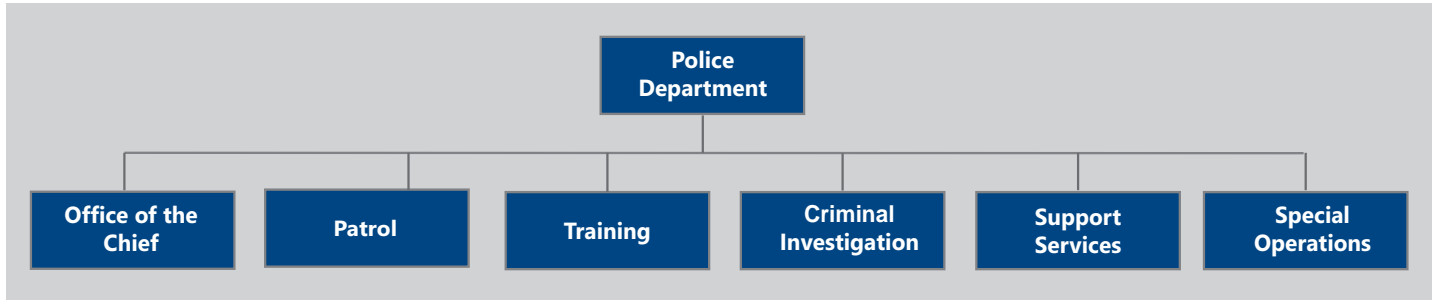 Police
Department
Office of the
Chief
Patrol
Training
Criminal
Investigation
Support
Services
Special
Operations